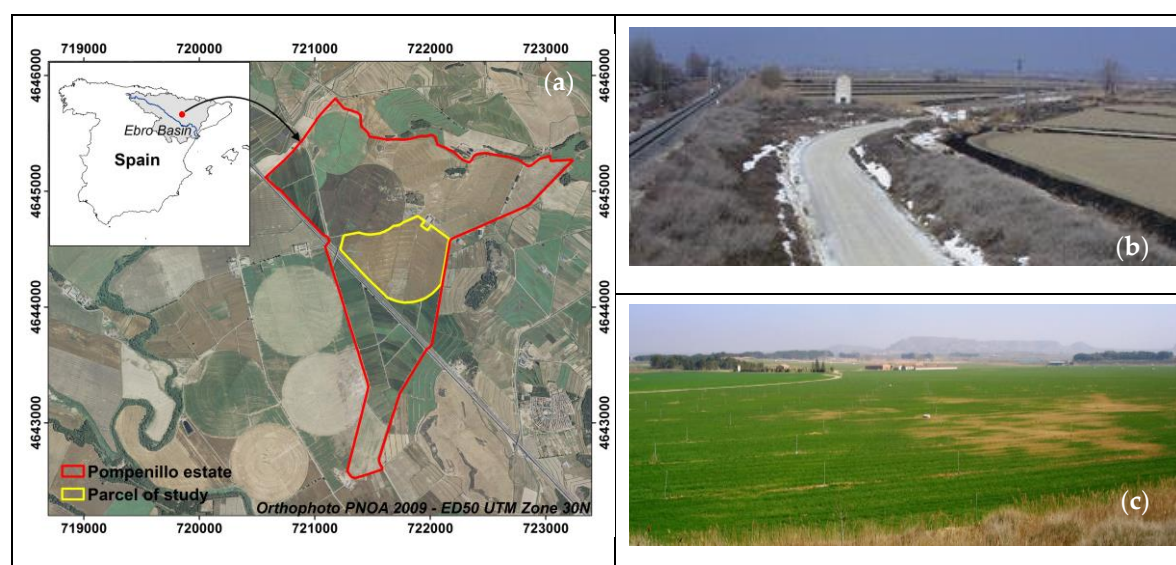 719000 720000 721000 722000 723000
4646000
4645000
4644000
4643000
(a)
Ebro Basin
Spain
4646000
4645000
4644000
4643000
Pompenillo estate
Parcel of study
Orthophoto PNOA 2009 - ED50 UTM Zone 30N
719000 720000 721000 722000 723000
(b)
(c)